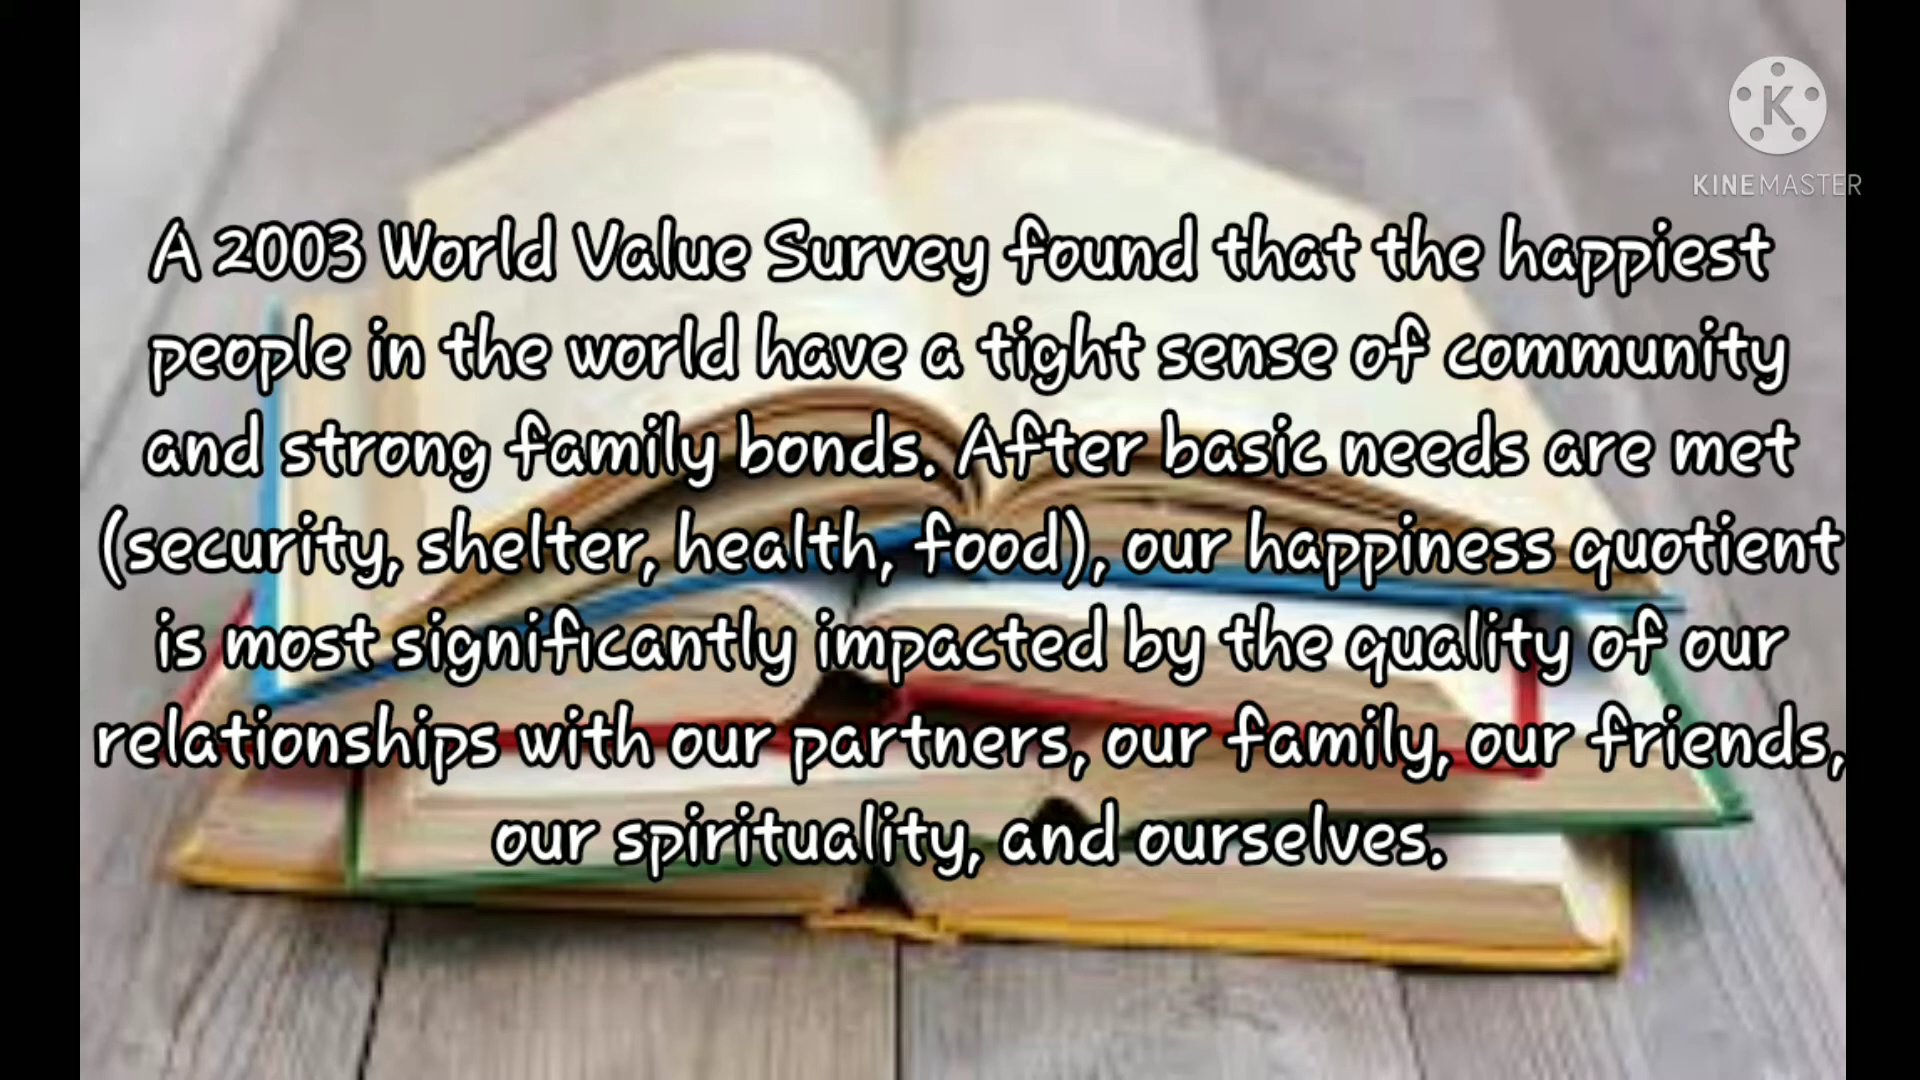 K
KINEMASTER
A 2003 World Value Survey found that the happiest
people in the world have a tight sense of community
and strong family bonds. After basic needs are met
(security, shelter, health, food), our happiness quotient
is most significantly impacted by the quality of our
relationships with our partners, our family, our friends,
our spirituality, and ourselves.